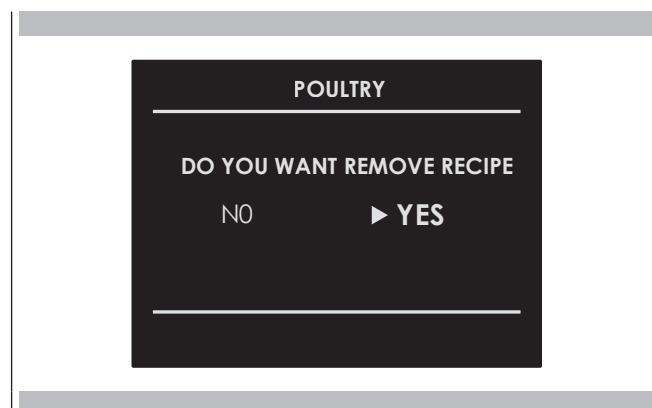 POULTRY
DO YOU WANT REMOVE RECIPE
N0 ▶ YES